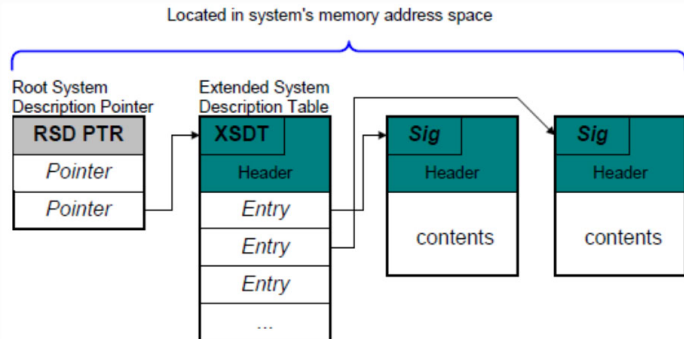 Located in system's memory address space
Root System
Description Pointer
RSD PTR
Pointer
Pointer
Extended System
Description Table
XSDT
Header
Entry
Entry
Entry
...
Sig
Header
contents
Sig
Header
contents